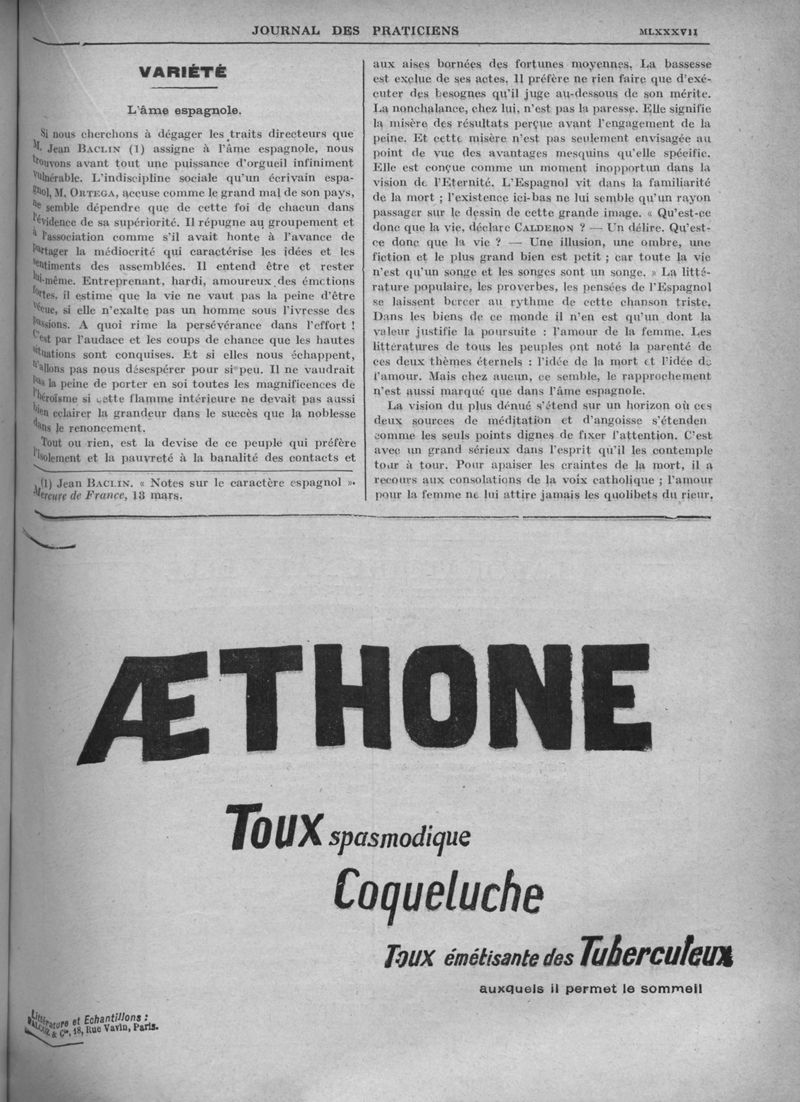 JOURNAL DES PRATICIENS
MLXXXVII
VARIÉTÉ
L'âme espagnole.
Si nous cherchons à dégager les traits directeurs que
M. Jean BACLIN (1) assigne à l'âme espagnole, nous
trouvons avant tout une puissance d'orgueil infiniment
vulnérable. L'indiscipline sociale qu'un écrivain espa-
gnol, M. ORTEGA, accuse comme le grand mal de son pays,
ne semble dépendre que de cette foi de chacun dans
l'évidence de sa supériorité. Il répugne au groupement et
à l'association comme s'il avait honte à l'avance de
partager la médiocrité qui caractérise les idées et les
sentiments des assemblées. Il entend être et rester
lui-même. Entreprenant, hardi, amoureux des émotions
fortes, il estime que la vie ne vaut pas la peine d'être
vécue, si elle n'exalte pas un homme sous l'ivresse des
passions. A quoi rime la persévérance dans l'effort !
C'est par l'audace et les coups de chance que les hautes
situations sont conquises. Et si elles nous échappent,
n'allons pas nous désespérer pour si peu. Il ne vaudrait
pas la peine de porter en soi toutes les magnificences de
l'héroïsme si cette flamme intérieure ne devait pas aussi
bien eclairer la grandeur dans le succès que la noblesse
dans le renoncement.
Tout ou rien, est la devise de ce peuple qui préfère
l'isolement et la pauvreté à la banalité des contacts et
(1) Jean BACLIN. « Notes sur le caractère espagnol ».
Mercure de France, 13 mars.
aux aises bornées des fortunes moyennes. La bassesse
est exclue de ses actes. Il préfère ne rien faire que d'exé-
cuter des besognes qu'il juge au-dessous de son mérite.
La nonchalance, chez lui, n'est pas la paresse. Elle signifie
la misère des résultats perçue avant l'engagement de la
peine. Et cette misère n'est pas seulement envisagée au
point de vue des avantages mesquins qu'elle spécifie.
Elle est conçue comme un moment inopportun dans la
vision de l'Eternité. L'Espagnol vit dans la familiarité
de la mort ; l'existence ici-bas ne lui semble qu'un rayon
passager sur le dessin de cette grande image. « Qu'est-ce
donc que la vie, déclare CALDERON ? — Un délire. Qu'est-
ce donc que la vie ? — Une illusion, une ombre, une
fiction et le plus grand bien est petit ; car toute la vie
n'est qu'un songe et les songes sont un songe. » La litté-
rature populaire, les proverbes, les pensées de l'Espagnol
se laissent bercer au rythme de cette chanson triste.
Dans les biens de ce monde il n'en est qu'un dont la
valeur justifie la poursuite : l'amour de la femme. Les
littératures de tous les peuples ont noté la parenté de
ces deux thèmes éternels : l'idée de la mort et l'idée de
l'amour. Mais chez aucun, ce semble, le rapprochement
n'est aussi marqué que dans l'âme espagnole.
La vision du plus dénué s'étend sur un horizon où ces
deux sources de méditation et d'angoisse s'étenden
comme les seuls points dignes de fixer l'attention. C'est
avec un grand sérieux dans l'esprit qu'il les contemple
tour à tour. Pour apaiser les craintes de la mort, il a
recours aux consolations de la voix catholique ; l'amour
pour la femme ne lui attire jamais les quolibets du rieur,
ÆTHONE
Toux spasmodique
Coqueluche
Toux émétisante des Tuberculeux
auxquels il permet le sommeil
Littérature et Echantillons :
& Cie, 18, Rue Vavin, Paris.